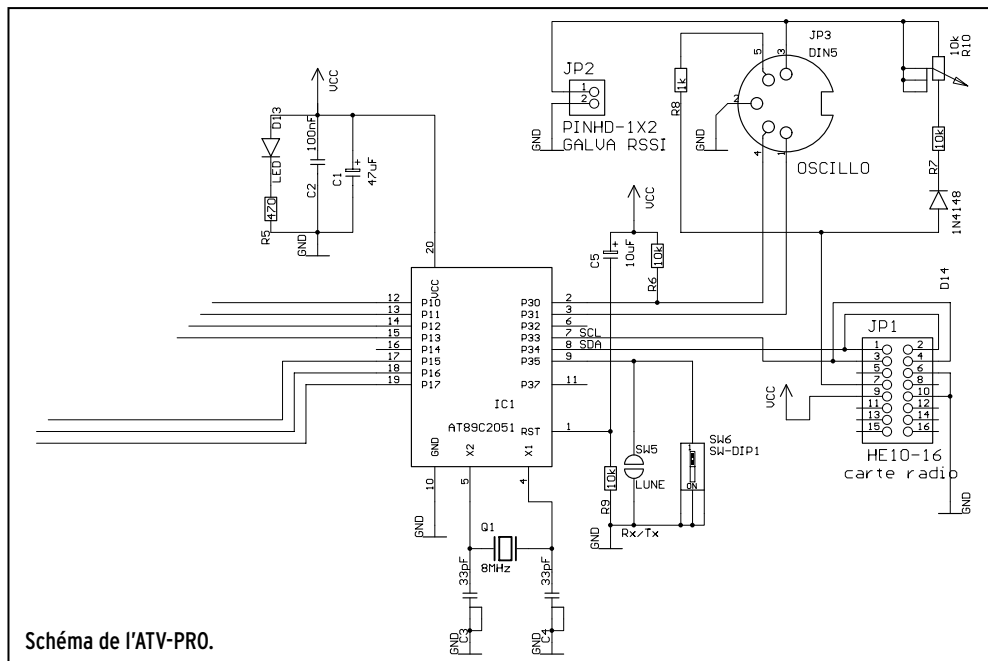 JP3
DIN5
5
3
2
4
1
OSCILLO
10k
R10
R8
1k
JP2
1
2
PINHD-1X2
GALVA RSSI
GND
GND
10k
R7
1N4148
D14
VCC
D13
LED
100nF
C2
C1
47uF
+
470
R5
GND
20
VCC
C5
10uF
+
10k
R6
12 P10
13 P11
14 P12
15 P13
16 P14
17 P15
18 P16
19 P17
VCC
P30 2
P31 3
P32 6
P33 7 SCL
P34 8 SDA
P35 9
P37 11
IC1
AT89C2051
RST 1
GND
X2
X1
10
5
4
GND
JP1
1 2
3 4
5 6
7 8
9 10
11 12
13 14
15 16
HE10-16
carte radio
VCC
GND
SW5
LUNE
SW6
SW-DIP1
1
ON
10k
R9
GND
Rx/Tx
Q1
8MHz
33pF
C3
GND
33pF
C4
GND
Schéma de l'ATV-PRO.